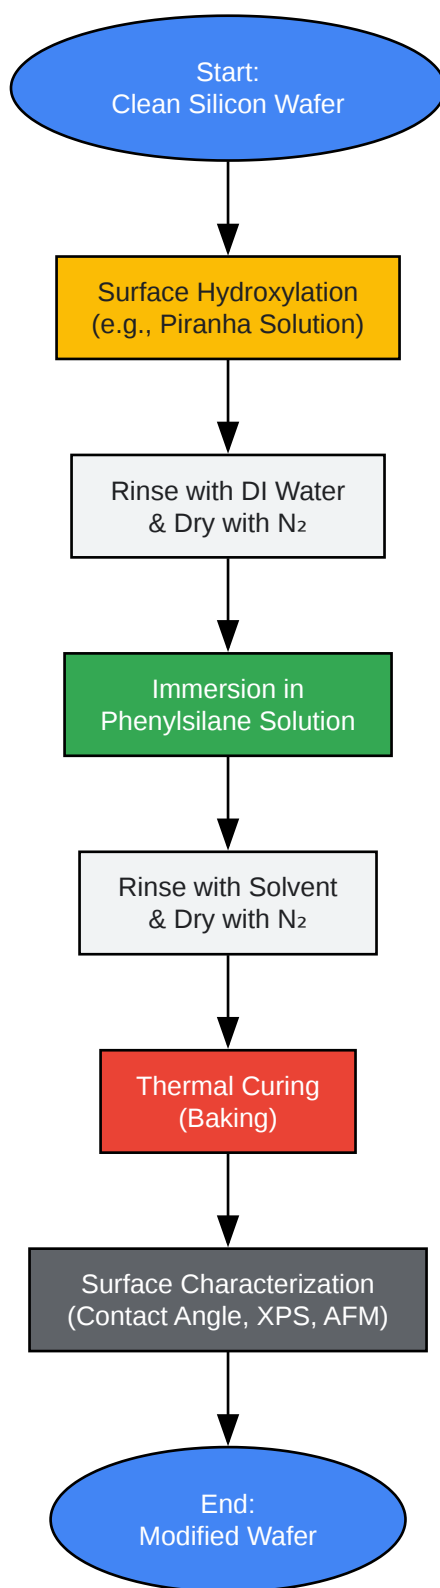 Start:
Clean Silicon Wafer
Surface Hydroxylation
(e.g., Piranha Solution)
Rinse with DI Water
& Dry with N₂
Immersion in
Phenylsilane Solution
Rinse with Solvent
& Dry with N₂
Thermal Curing
(Baking)
Surface Characterization
(Contact Angle, XPS, AFM)
End:
Modified Wafer